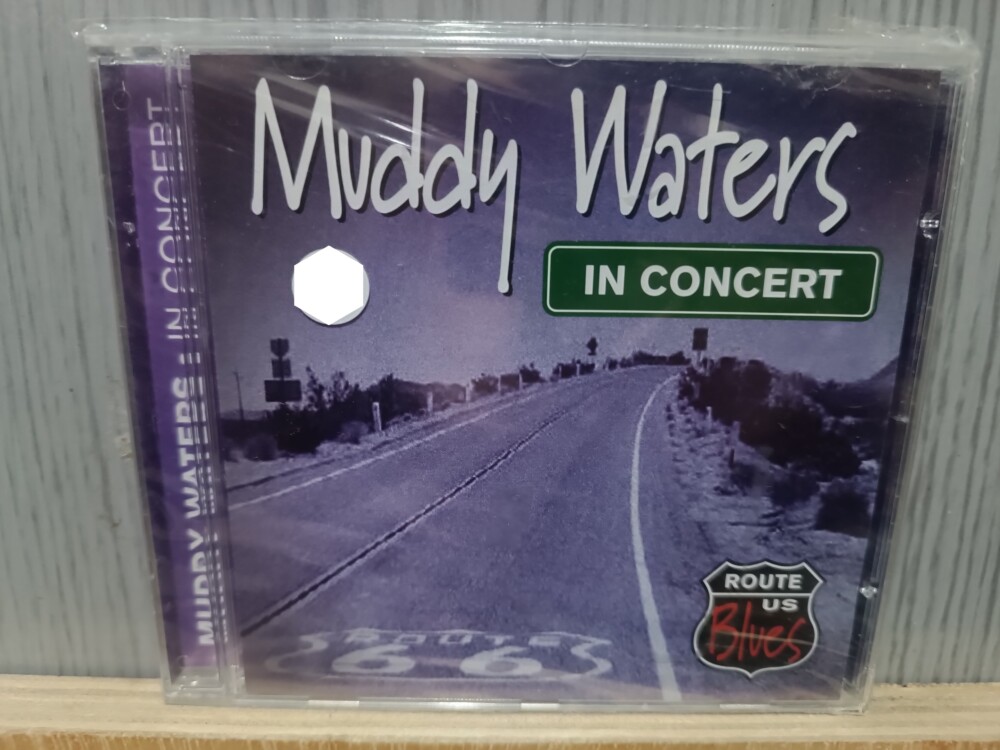 Muddy Waters
IN CONCERT
MUDDY WATERS : IN CONCERT
ROUTE
66
ROUTE
US
Blues